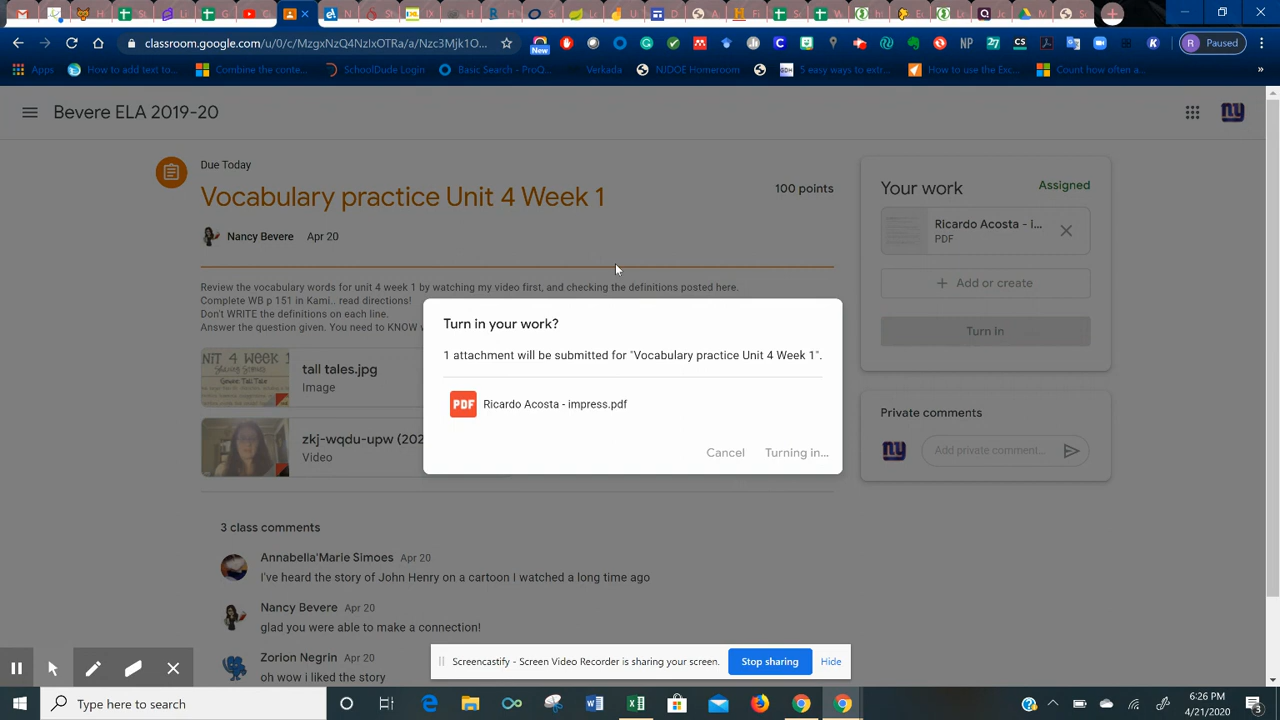 classroom.google.com/u/0/c/MzgxNzQ4NzIxOTRa/a/Nzc3Mjk1O...
New
NP
CS
R
Paused
Apps
How to add text to...
Combine the conte...
SchoolDude Login
Basic Search - ProQ...
Verkada
NJDOE Homeroom
5 easy ways to extr...
How to use the Exc...
Count how often a...
»
Bevere ELA 2019-20
Due Today
Vocabulary practice Unit 4 Week 1
100 points
Nancy Bevere
Apr 20
Review the vocabulary words for unit 4 week 1 by watching my video first, and checking the definitions posted here.
Complete WB p 151 in Kami.. read directions!
Don't WRITE the definitions on each line.
Answer the question given. You need to KNOW
tall tales.jpg
Image
zkj-wqdu-upw (202
Video
Your work
Assigned
Ricardo Acosta - i...
PDF
+ Add or create
Turn in
Private comments
Add private comment...
Turn in your work?
1 attachment will be submitted for "Vocabulary practice Unit 4 Week 1".
PDF Ricardo Acosta - impress.pdf
Cancel
Turning in...
3 class comments
Annabella'Marie Simoes Apr 20
I've heard the story of John Henry on a cartoon I watched a long time ago
Nancy Bevere Apr 20
glad you were able to make a connection!
Zorion Negrin Apr 20
oh wow i liked the story
Screencastify - Screen Video Recorder is sharing your screen.
Stop sharing
Hide
Type here to search
6:26 PM
4/21/2020
3